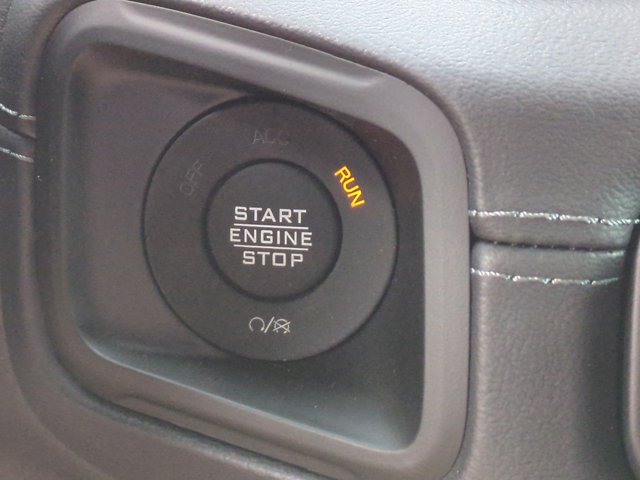 ACC
OFF
RUN
START
ENGINE
STOP